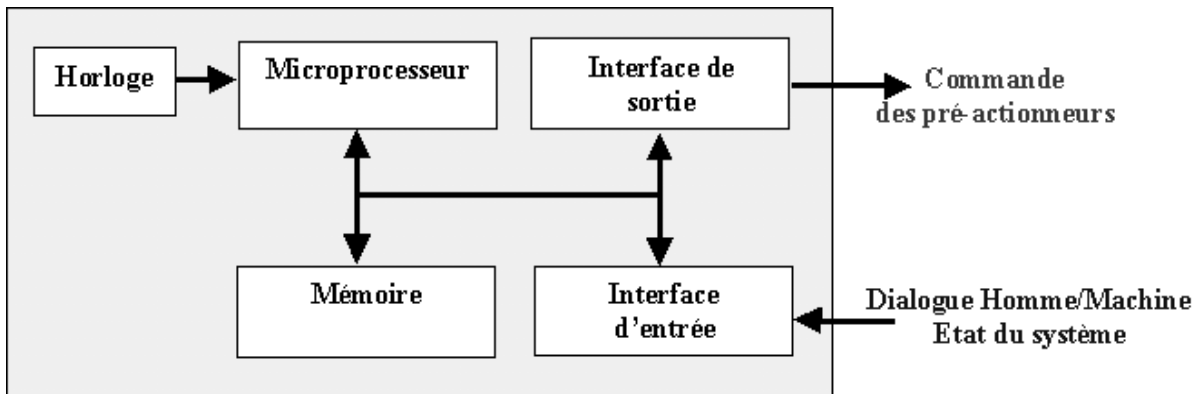 Horloge
Microprocesseur
Interface de
sortie
Commande
des pré-actionneurs
Mémoire
Interface
d'entrée
Dialogue Homme/Machine
Etat du système